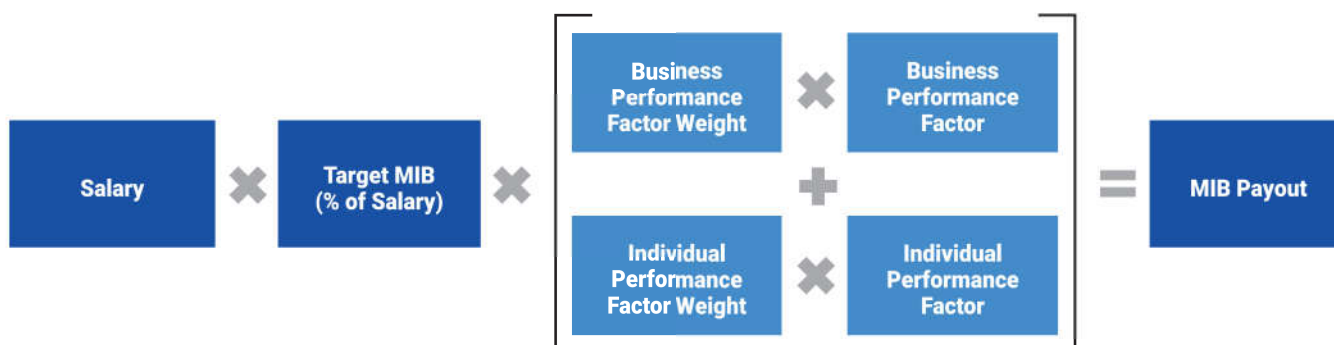 Salary
Target MIB
(% of Salary)
Business
Performance
Factor Weight
Business
Performance
Factor
Individual
Performance
Factor Weight
Individual
Performance
Factor
MIB Payout